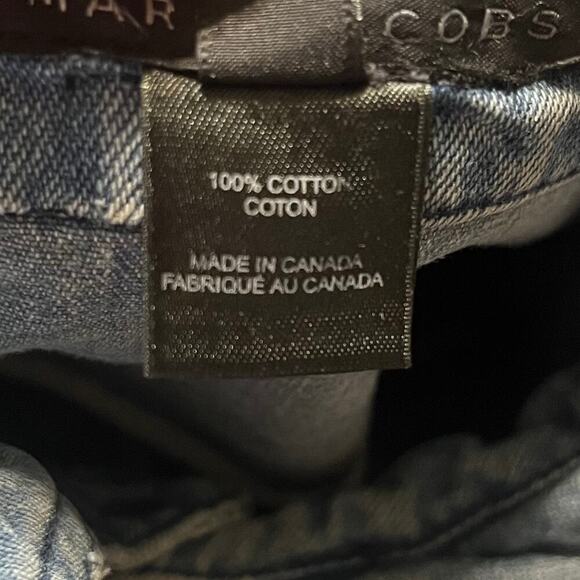 MAR COBS
100% COTTON
COTON
MADE IN CANADA
FABRIQUÉ AU CANADA